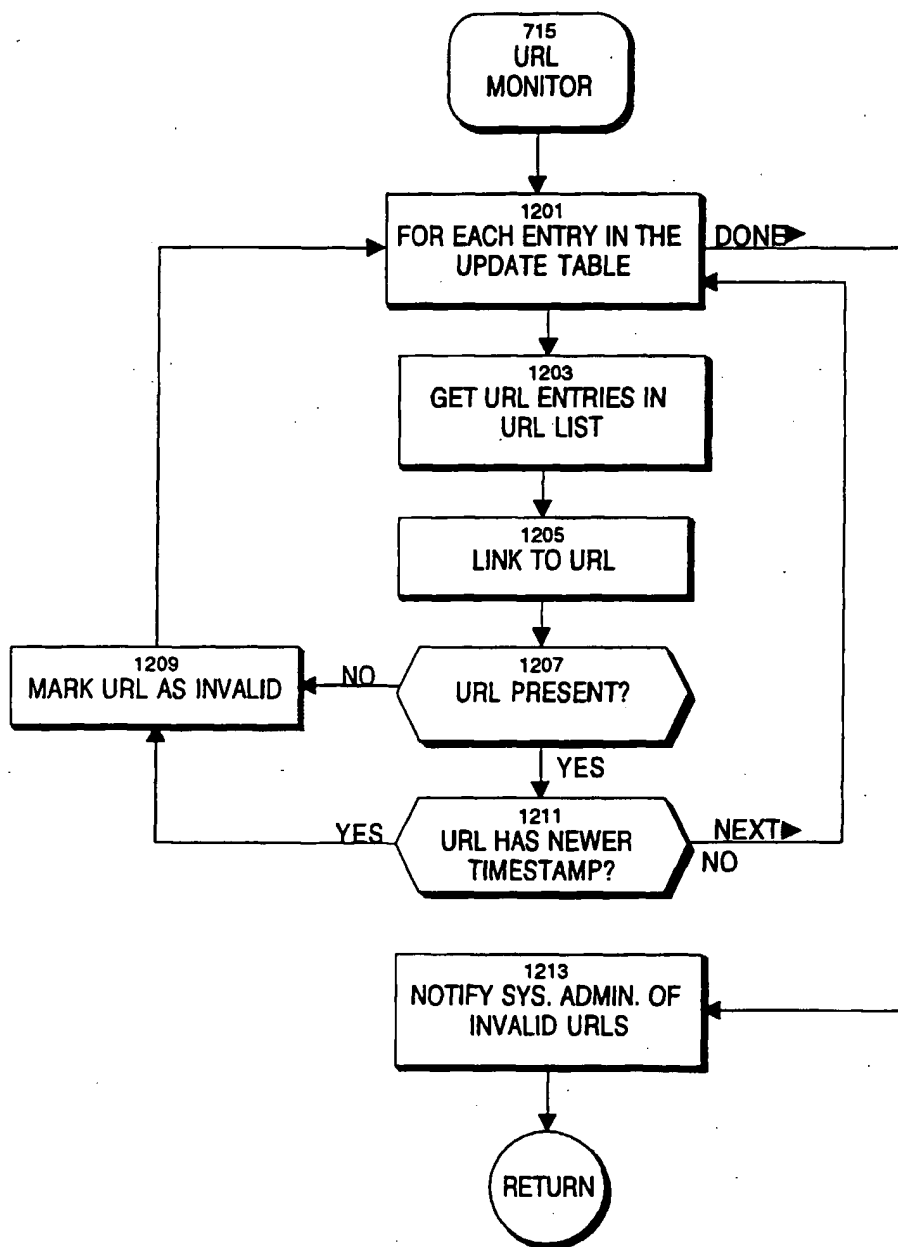 715
URL
MONITOR
1201
FOR EACH ENTRY IN THE
UPDATE TABLE
DONE
1203
GET URL ENTRIES IN
URL LIST
1205
LINK TO URL
1209
MARK URL AS INVALID
NO
1207
URL PRESENT?
YES
YES
1211
URL HAS NEWER
TIMESTAMP?
NEXT
NO
1213
NOTIFY SYS. ADMIN. OF
INVALID URLS
RETURN